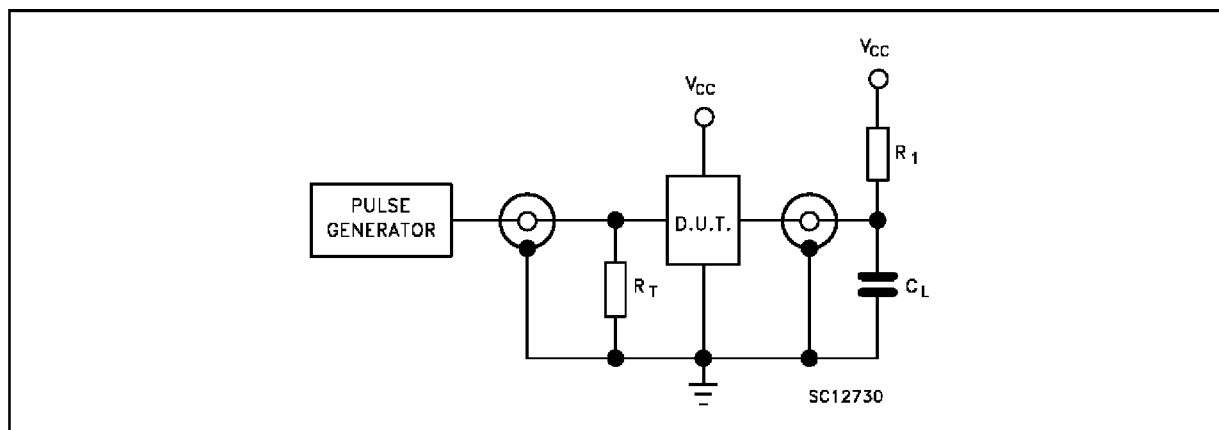 VCC
VCC
R1
PULSE
GENERATOR
D.U.T.
RT
CL
SC12730